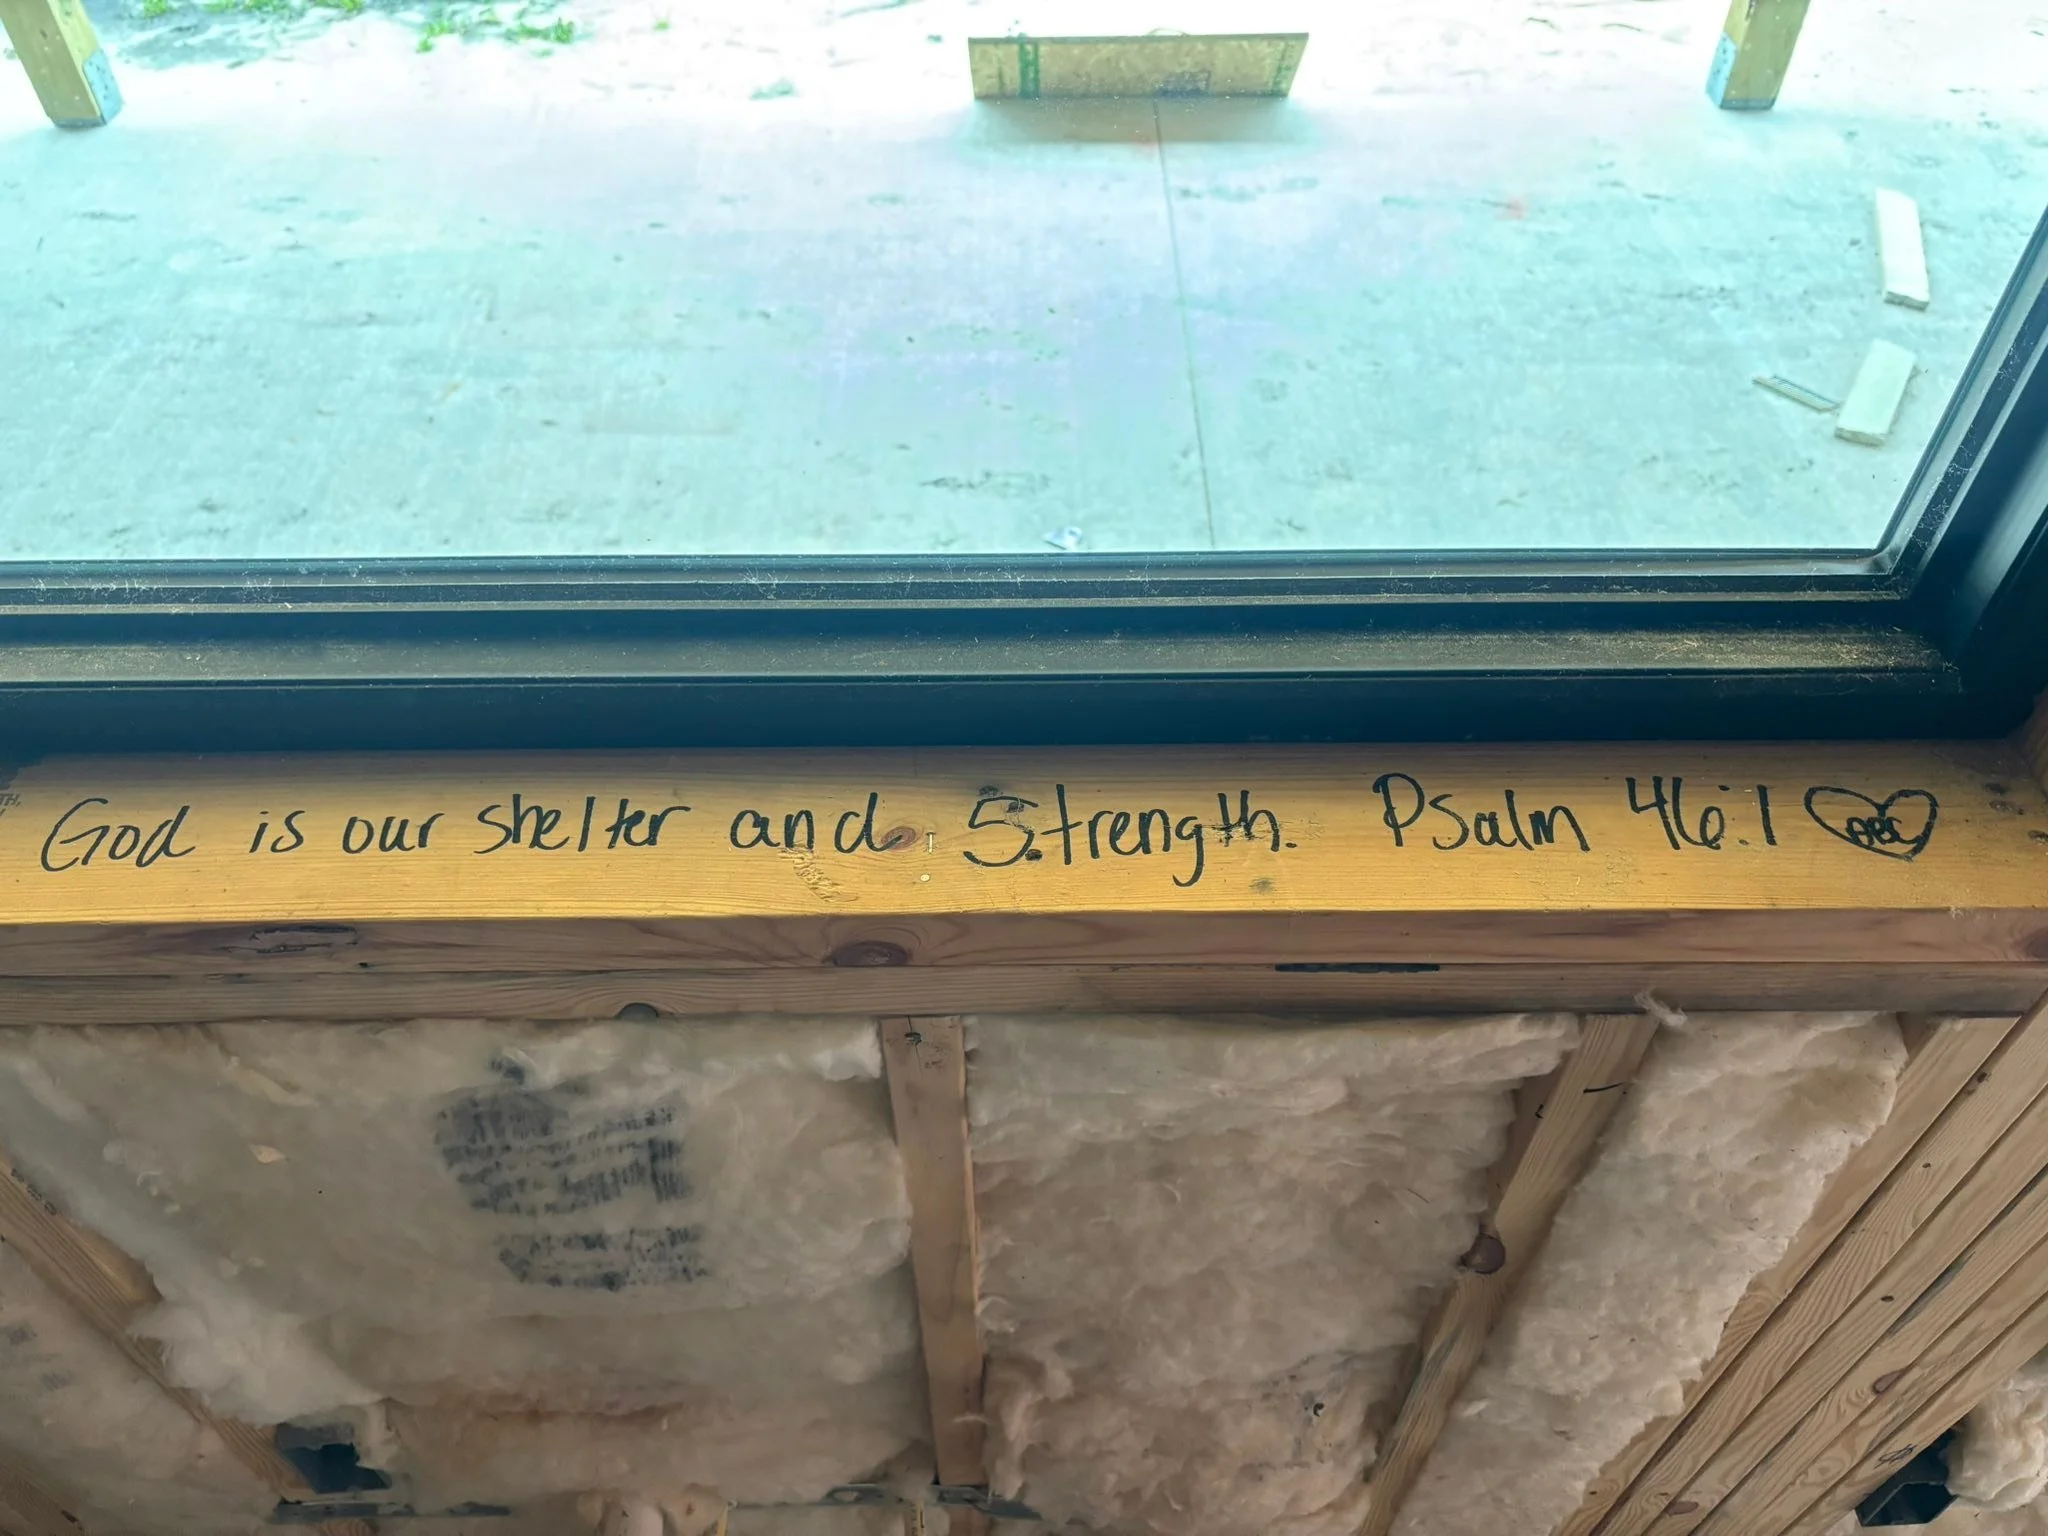 God is our shelter and Strength. Psalm 46:1